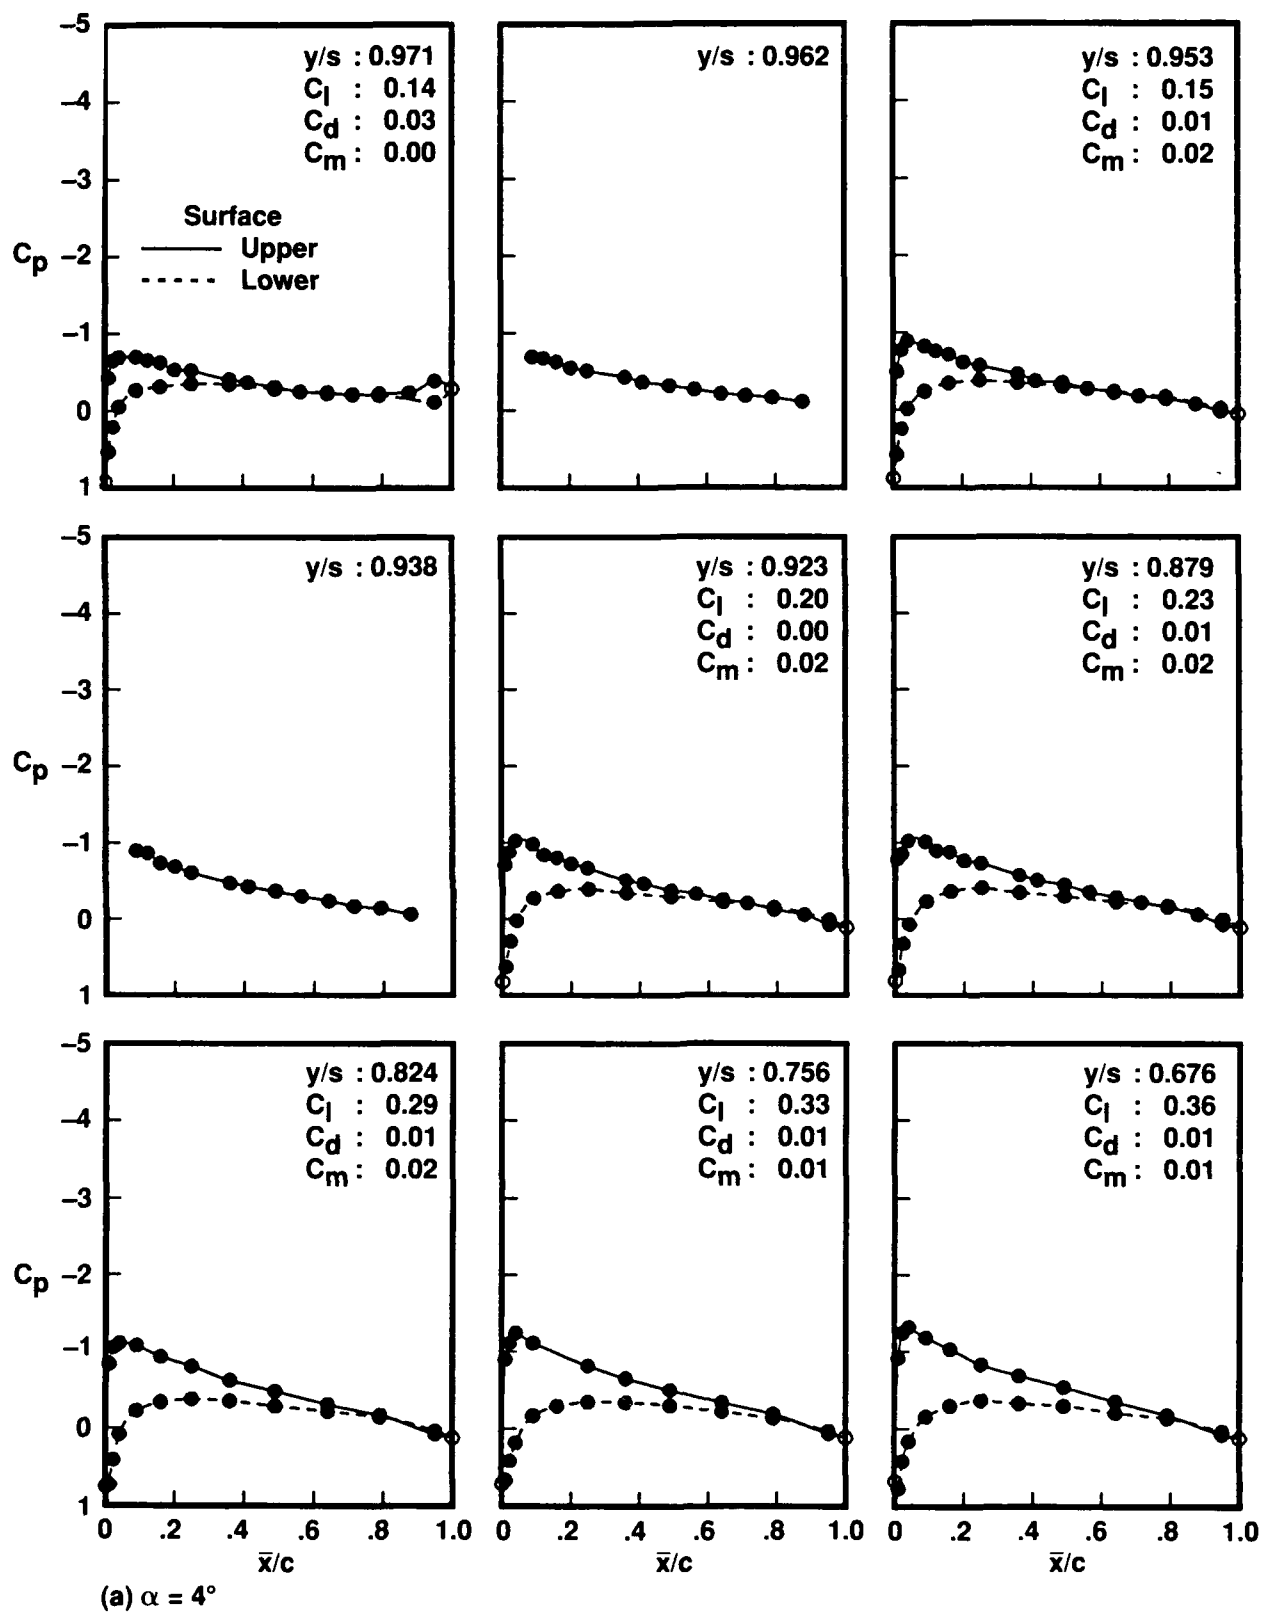 y/s : 0.971
Cl : 0.14
Cd : 0.03
Cm : 0.00
Surface
Upper
Lower
Cp
–5
–4
–3
–2
–1
0
1
y/s : 0.962
y/s : 0.953
Cl : 0.15
Cd : 0.01
Cm : 0.02
y/s : 0.938
Cp
–5
–4
–3
–2
–1
0
1
y/s : 0.923
Cl : 0.20
Cd : 0.00
Cm : 0.02
y/s : 0.879
Cl : 0.23
Cd : 0.01
Cm : 0.02
y/s : 0.824
Cl : 0.29
Cd : 0.01
Cm : 0.02
Cp
–5
–4
–3
–2
–1
0
1
0 .2 .4 .6 .8 1.0
x̅/c
y/s : 0.756
Cl : 0.33
Cd : 0.01
Cm : 0.01
0 .2 .4 .6 .8 1.0
x̅/c
y/s : 0.676
Cl : 0.36
Cd : 0.01
Cm : 0.01
0 .2 .4 .6 .8 1.0
x̅/c
(a) α = 4°